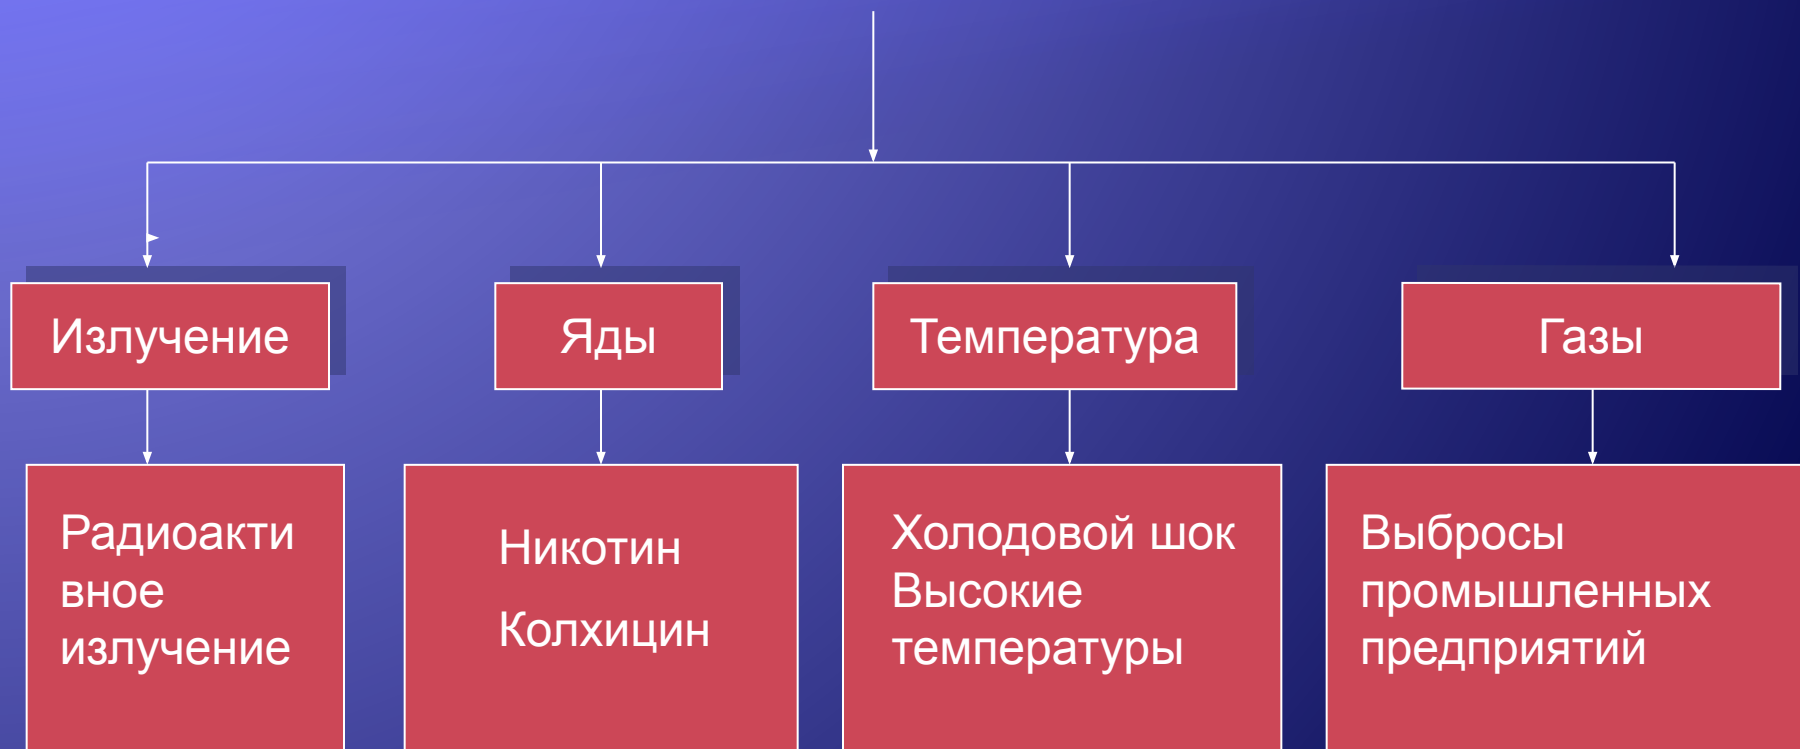 Излучение
Яды
Температура
Газы
Радиоакти
вное
излучение
Никотин
Колхицин
Холодовой шок
Высокие
температуры
Выбросы
промышленных
предприятий